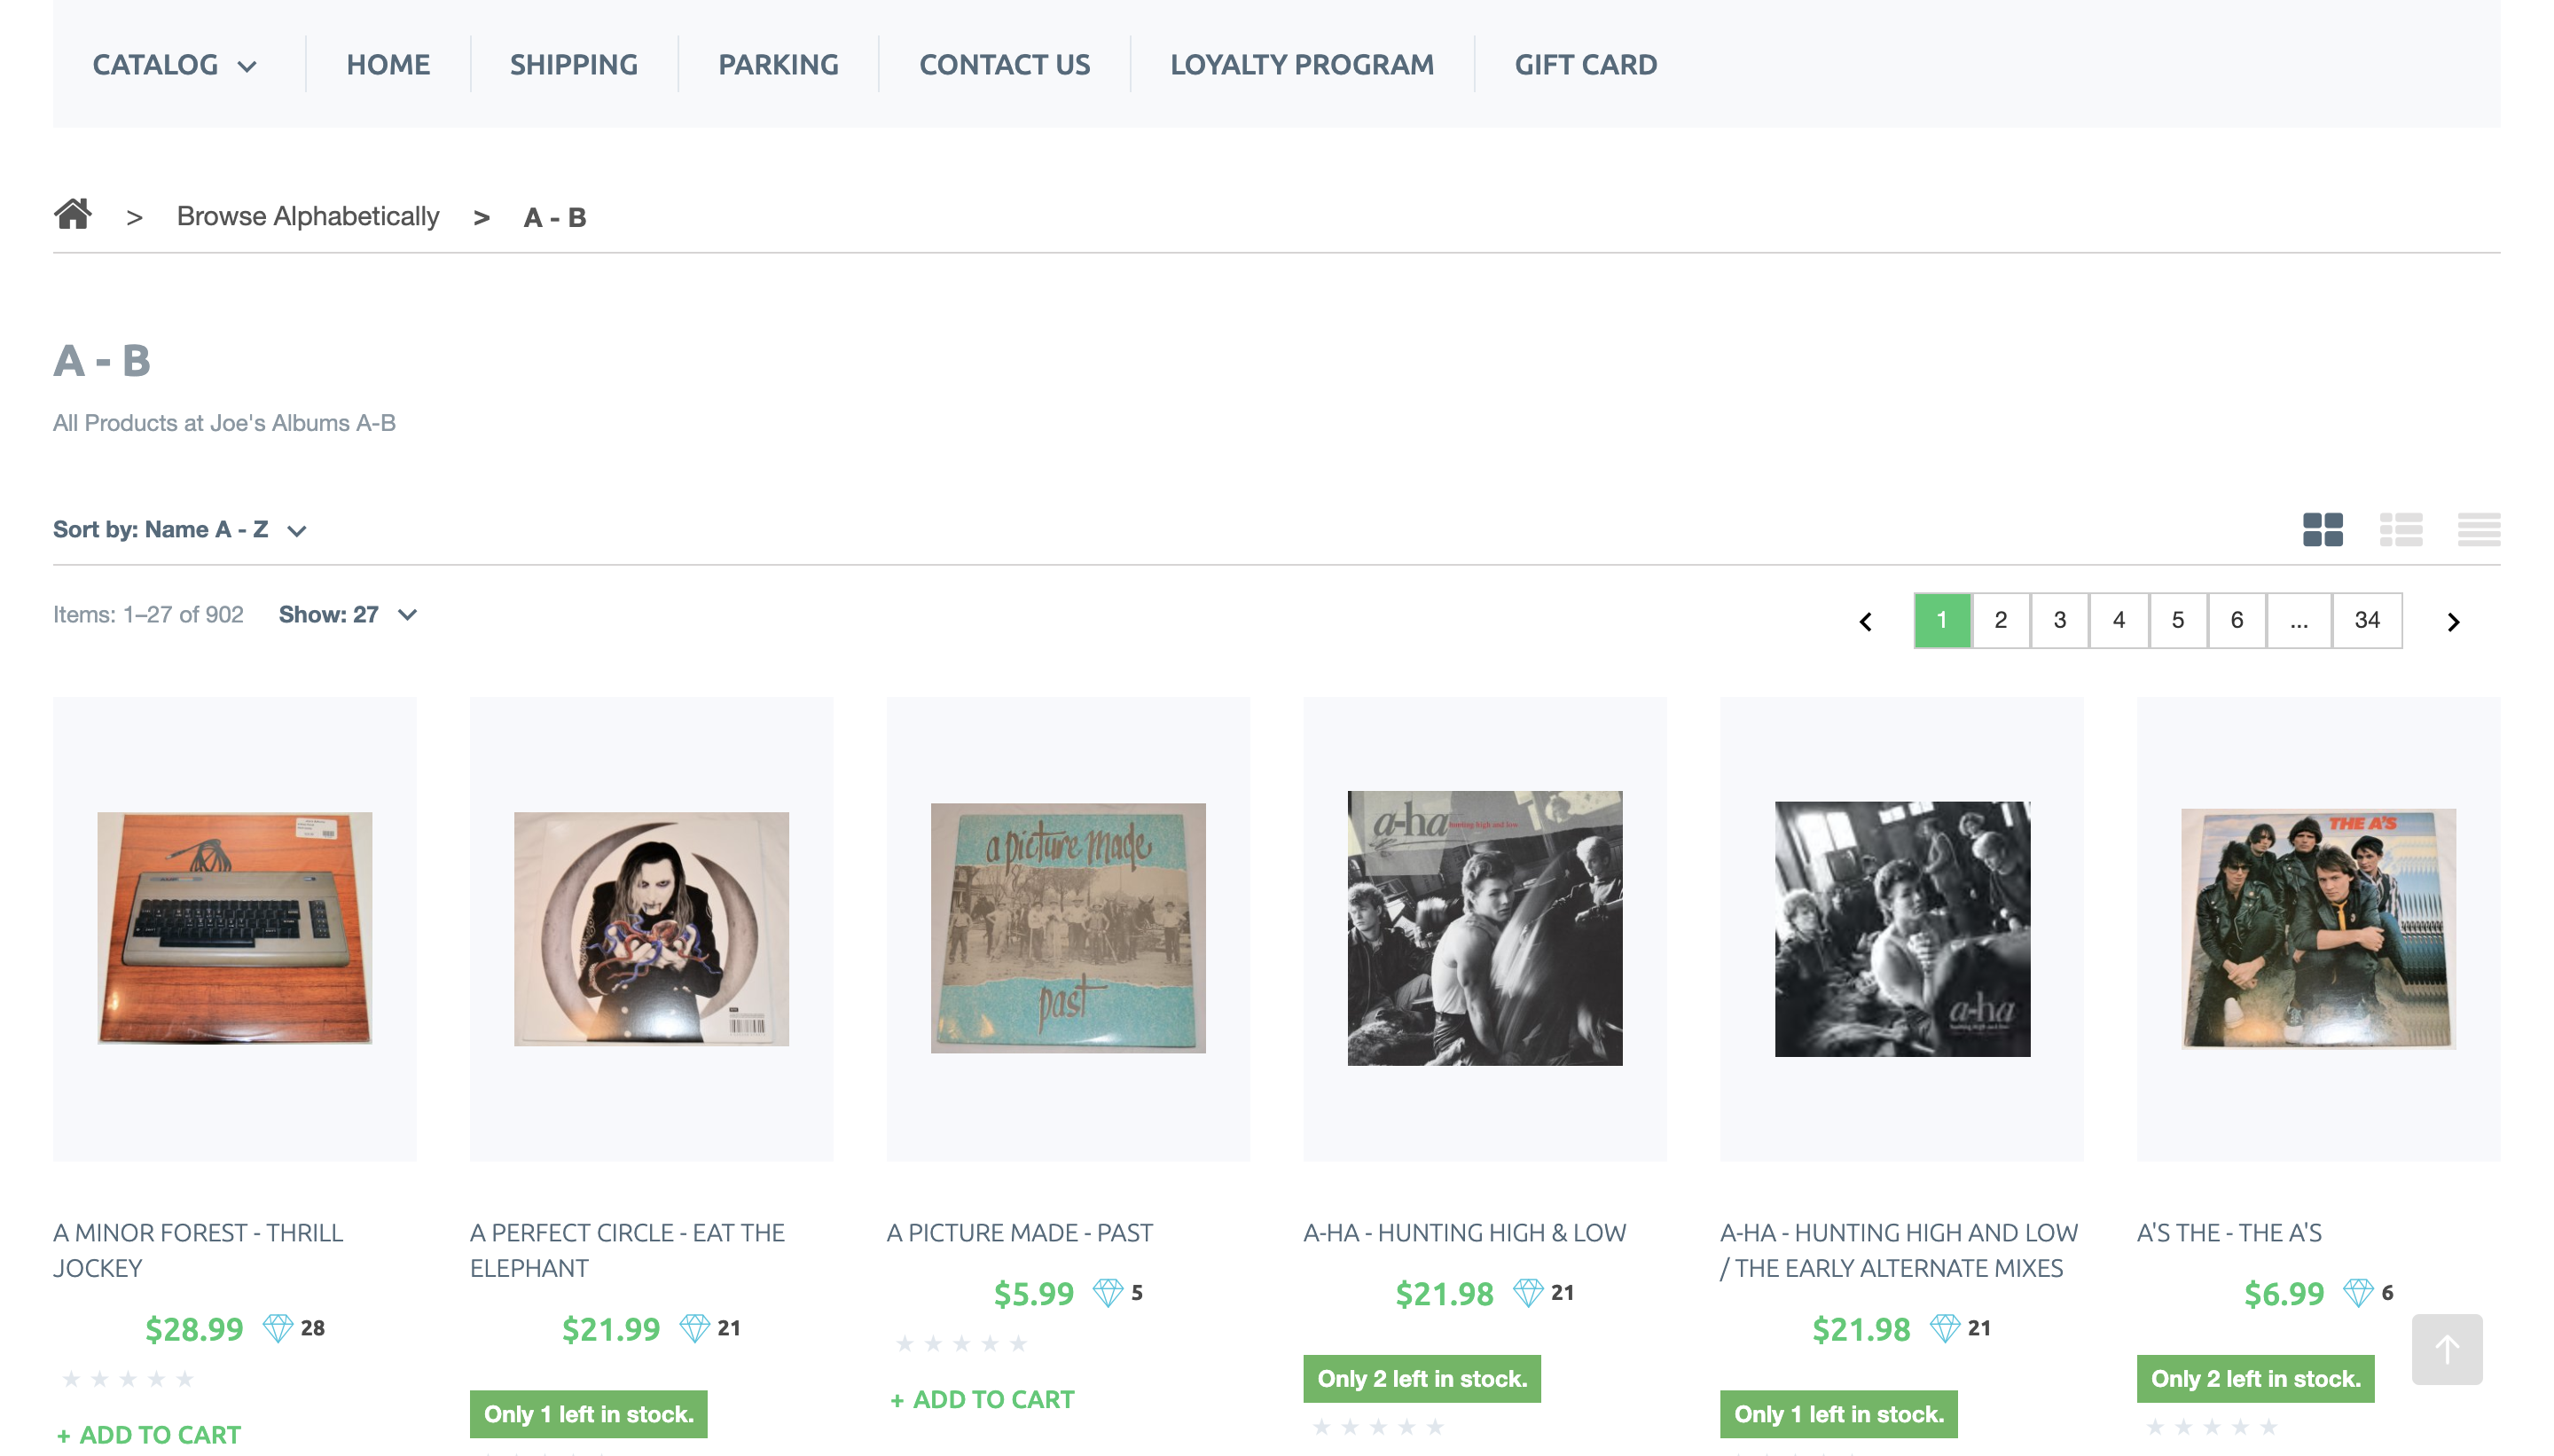 CATALOG
HOME
SHIPPING
PARKING
CONTACT US
LOYALTY PROGRAM
GIFT CARD
> Browse Alphabetically > A - B
A - B
All Products at Joe's Albums A-B
Sort by: Name A - Z
Items: 1–27 of 902
Show: 27
1 2 3 4 5 6 ... 34
a picture made
past
a-ha
hunting high and low
a-ha
hunting high and low
THE A'S
A MINOR FOREST - THRILL
JOCKEY
$28.99 28
+ ADD TO CART
A PERFECT CIRCLE - EAT THE
ELEPHANT
$21.99 21
Only 1 left in stock.
A PICTURE MADE - PAST
$5.99 5
+ ADD TO CART
A-HA - HUNTING HIGH & LOW
$21.98 21
Only 2 left in stock.
A-HA - HUNTING HIGH AND LOW
/ THE EARLY ALTERNATE MIXES
$21.98 21
Only 1 left in stock.
A'S THE - THE A'S
$6.99 6
Only 2 left in stock.